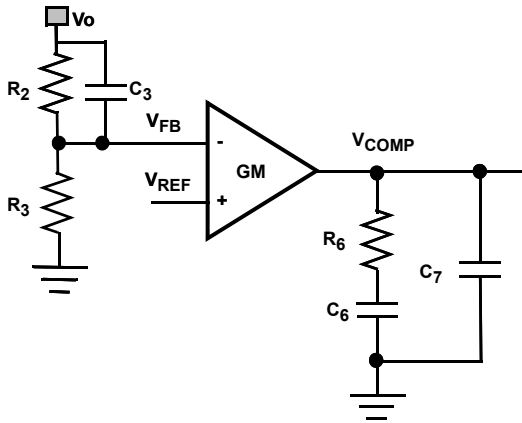 Vo
R2
C3
VFB
VCOMP
-
GM
VREF
+
R3
R6
C7
C6